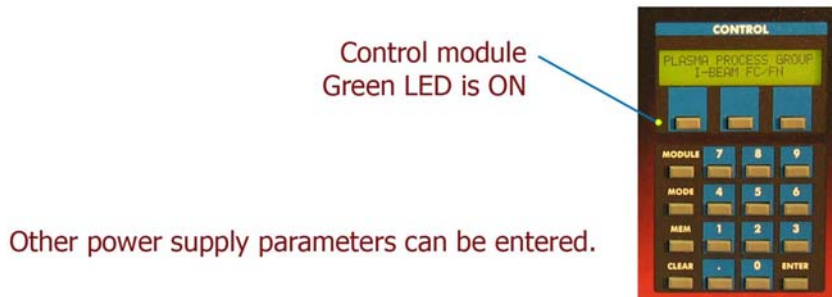 CONTROL
PLASMA PROCESS GROUP
I-BEAM FC/FN
Control module
Green LED is ON
MODULE 7 8 9
MODE 4 5 6
MEM 1 2 3
CLEAR . 0 ENTER
Other power supply parameters can be entered.